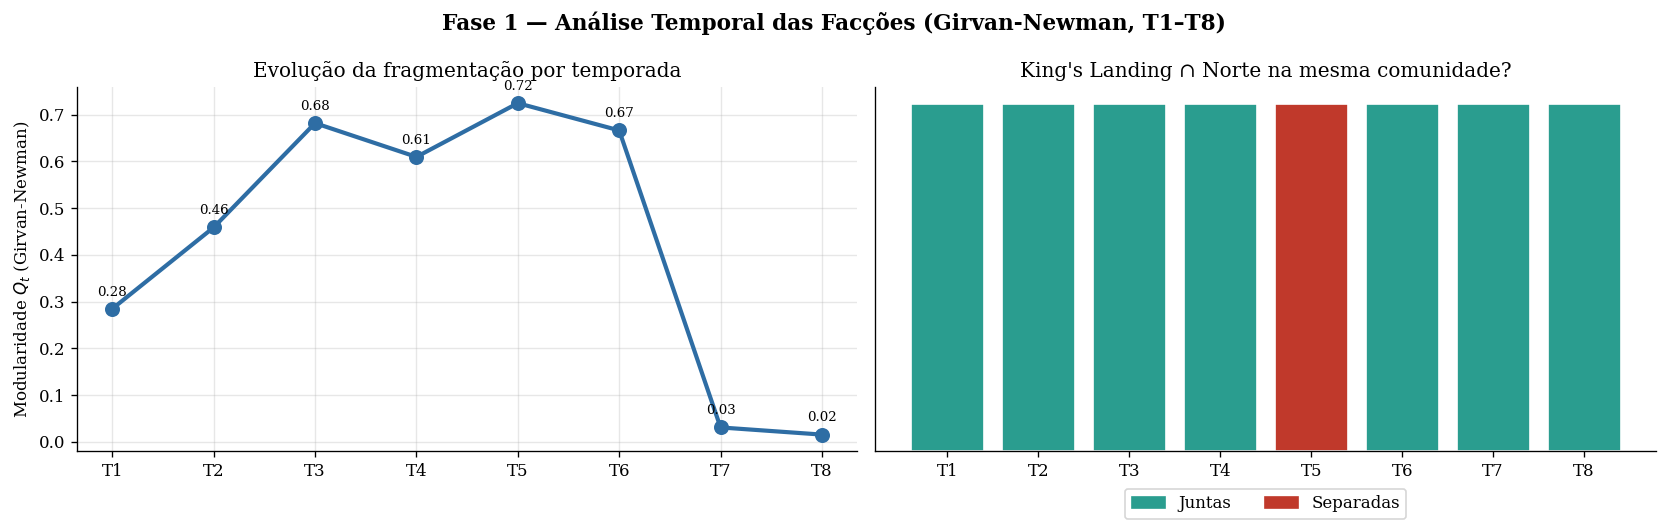 Fase 1 — Análise Temporal das Facções (Girvan-Newman, T1–T8)
Evolução da fragmentação por temporada
Modularidade Qt (Girvan-Newman)
0.7
0.6
0.5
0.4
0.3
0.2
0.1
0.0
0.28
0.46
0.68
0.61
0.72
0.67
0.03
0.02
T1 T2 T3 T4 T5 T6 T7 T8
King's Landing ∩ Norte na mesma comunidade?
T1 T2 T3 T4 T5 T6 T7 T8
Juntas Separadas